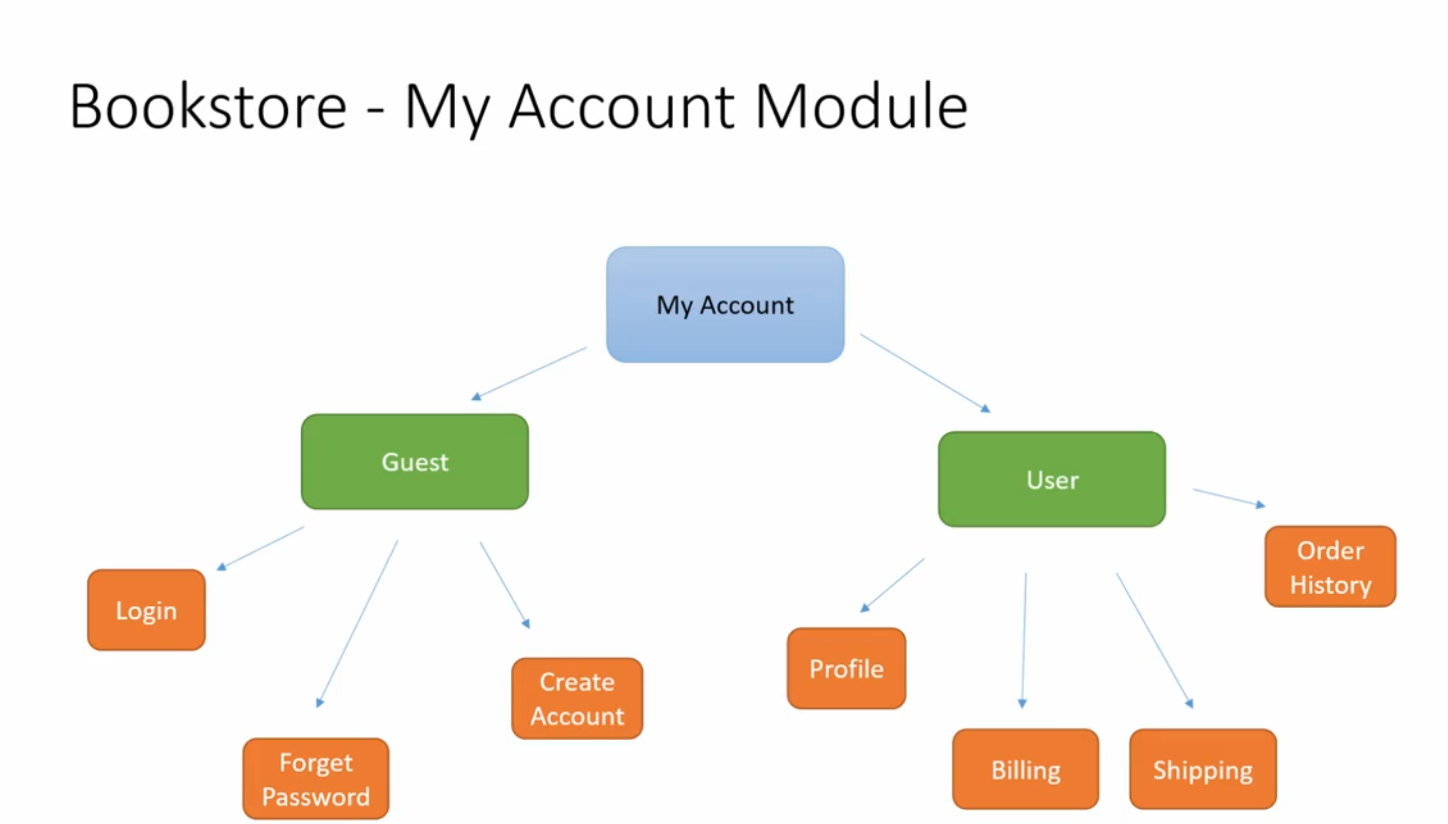 Bookstore - My Account Module
My Account
Guest
User
Login
Forget
Password
Create
Account
Profile
Billing
Shipping
Order
History